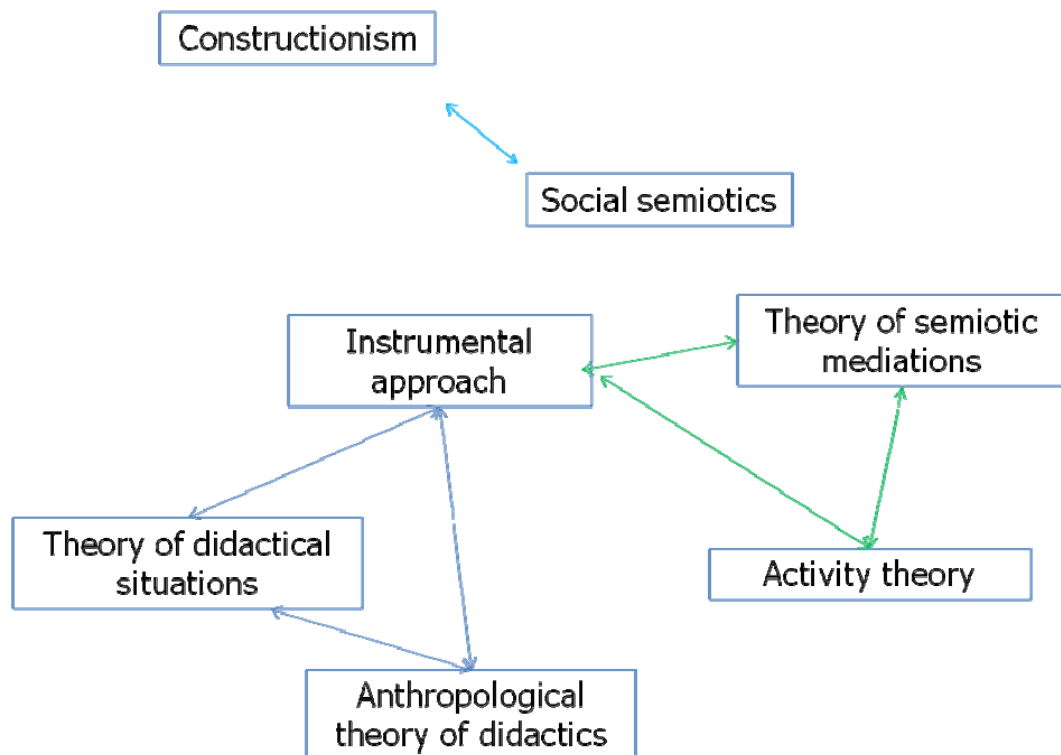 Constructionism
Social semiotics
Instrumental
approach
Theory of semiotic
mediations
Theory of didactical
situations
Activity theory
Anthropological
theory of didactics